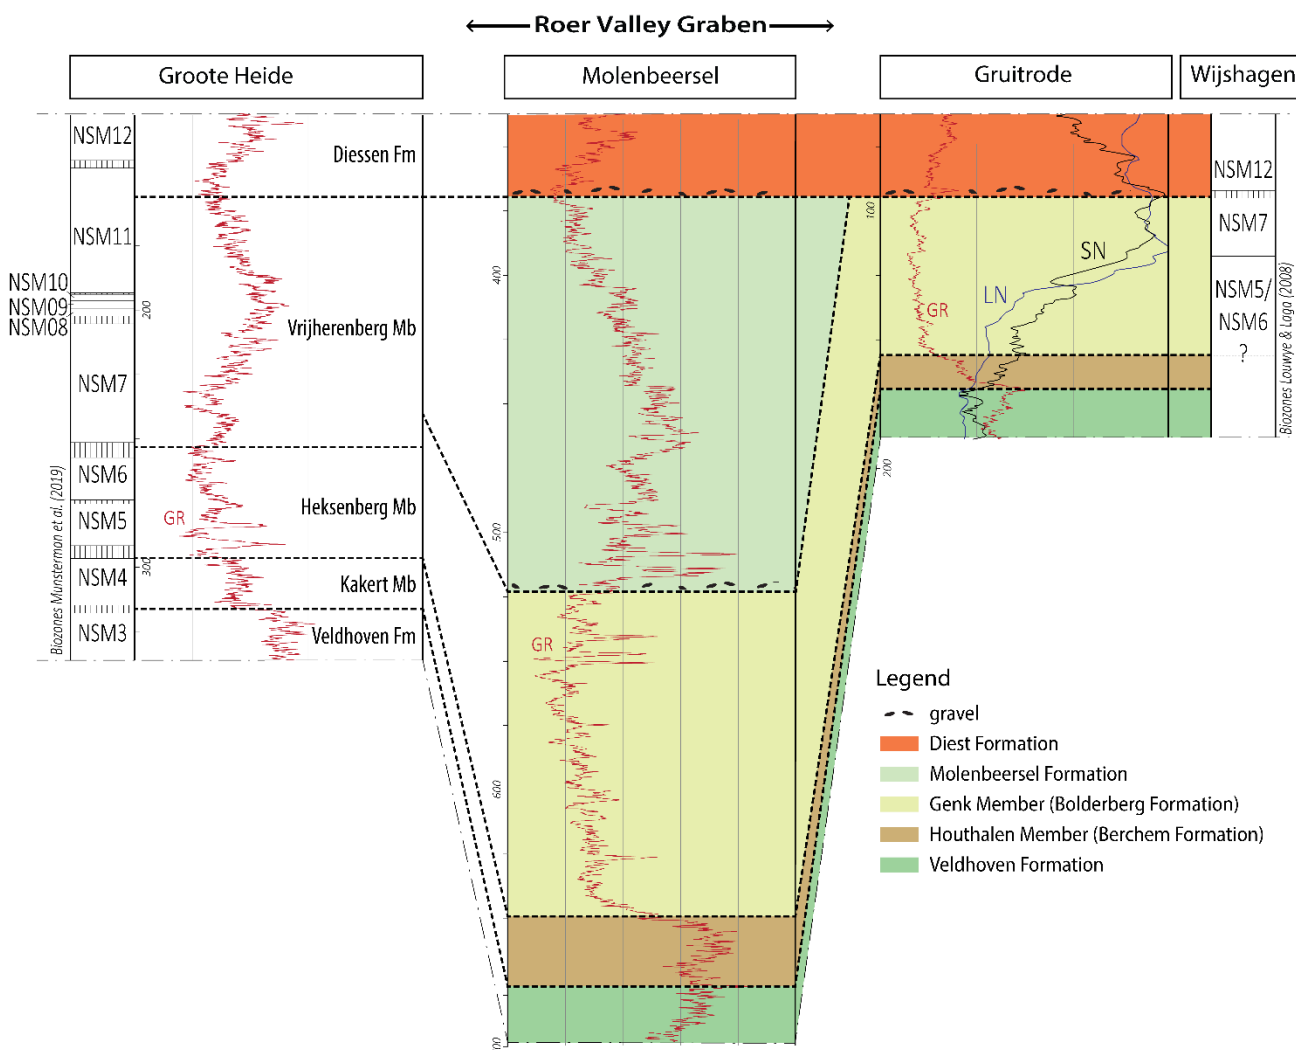 Roer Valley Graben
Groote Heide
Molenbeersel
Gruitrode
Wijshagen
NSM12
NSM11
NSM10
NSM09
NSM08
NSM7
NSM6
NSM5
NSM4
NSM3
Biozones Munsterman et al. (2019)
200
300
GR
Diessen Fm
Vrijherenberg Mb
Heksenberg Mb
Kakert Mb
Veldhoven Fm
400
500
600
00
GR
100
200
SN
LN
GR
NSM12
NSM7
NSM5/
NSM6
?
Biozones Louwye & Laga (2008)
Legend
gravel
Diest Formation
Molenbeersel Formation
Genk Member (Bolderberg Formation)
Houthalen Member (Berchem Formation)
Veldhoven Formation